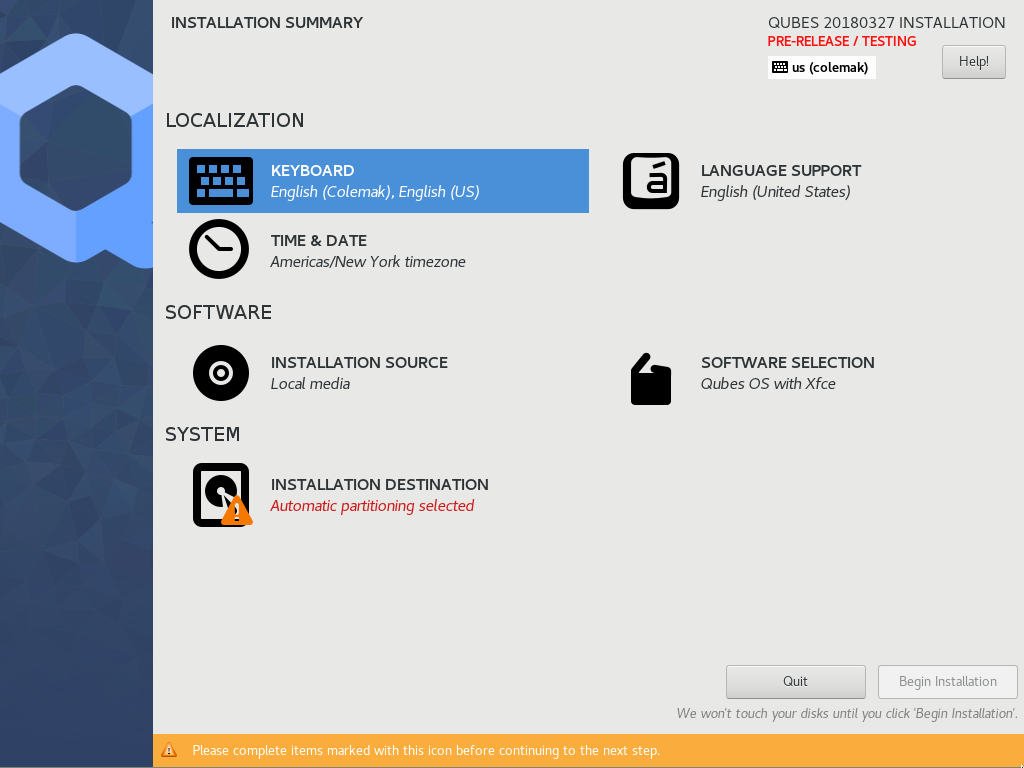 INSTALLATION SUMMARY
QUBES 20180327 INSTALLATION
PRE-RELEASE / TESTING
us (colemak)
Help!
LOCALIZATION
KEYBOARD
English (Colemak), English (US)
LANGUAGE SUPPORT
English (United States)
TIME & DATE
Americas/New York timezone
SOFTWARE
INSTALLATION SOURCE
Local media
SOFTWARE SELECTION
Qubes OS with Xfce
SYSTEM
INSTALLATION DESTINATION
Automatic partitioning selected
Quit
Begin Installation
We won't touch your disks until you click 'Begin Installation'.
Please complete items marked with this icon before continuing to the next step.